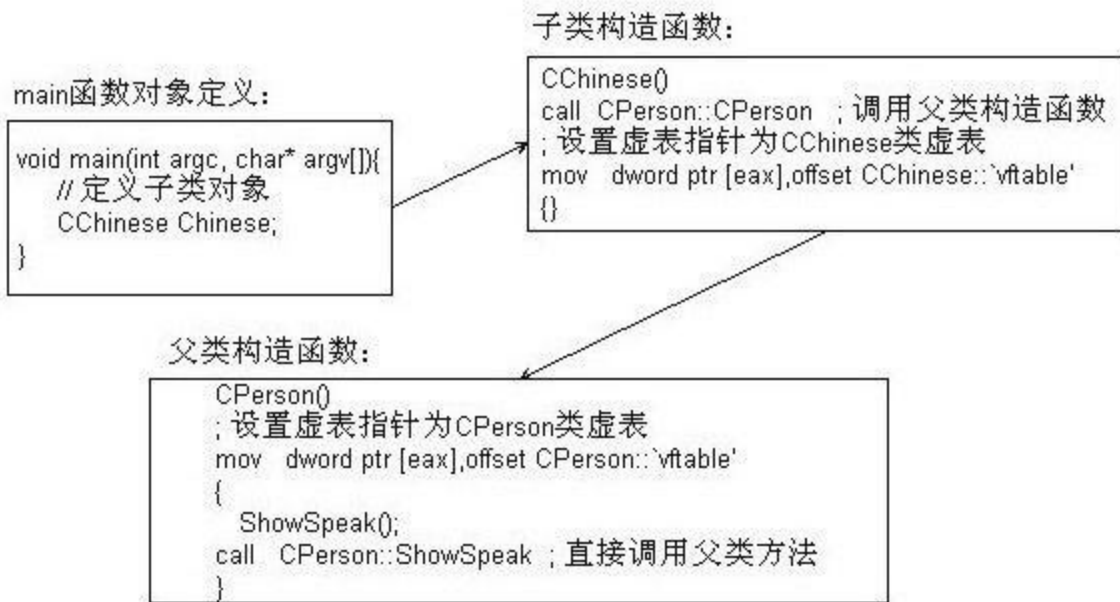 main函数对象定义：
void main(int argc, char* argv[]){
// 定义子类对象
CChinese Chinese;
}
子类构造函数：
CChinese()
call CPerson::CPerson ; 调用父类构造函数
; 设置虚表指针为CChinese类虚表
mov dword ptr [eax],offset CChinese::`vftable'
{}
父类构造函数：
CPerson()
; 设置虚表指针为CPerson类虚表
mov dword ptr [eax],offset CPerson::`vftable'
{
ShowSpeak();
call CPerson::ShowSpeak ; 直接调用父类方法
}